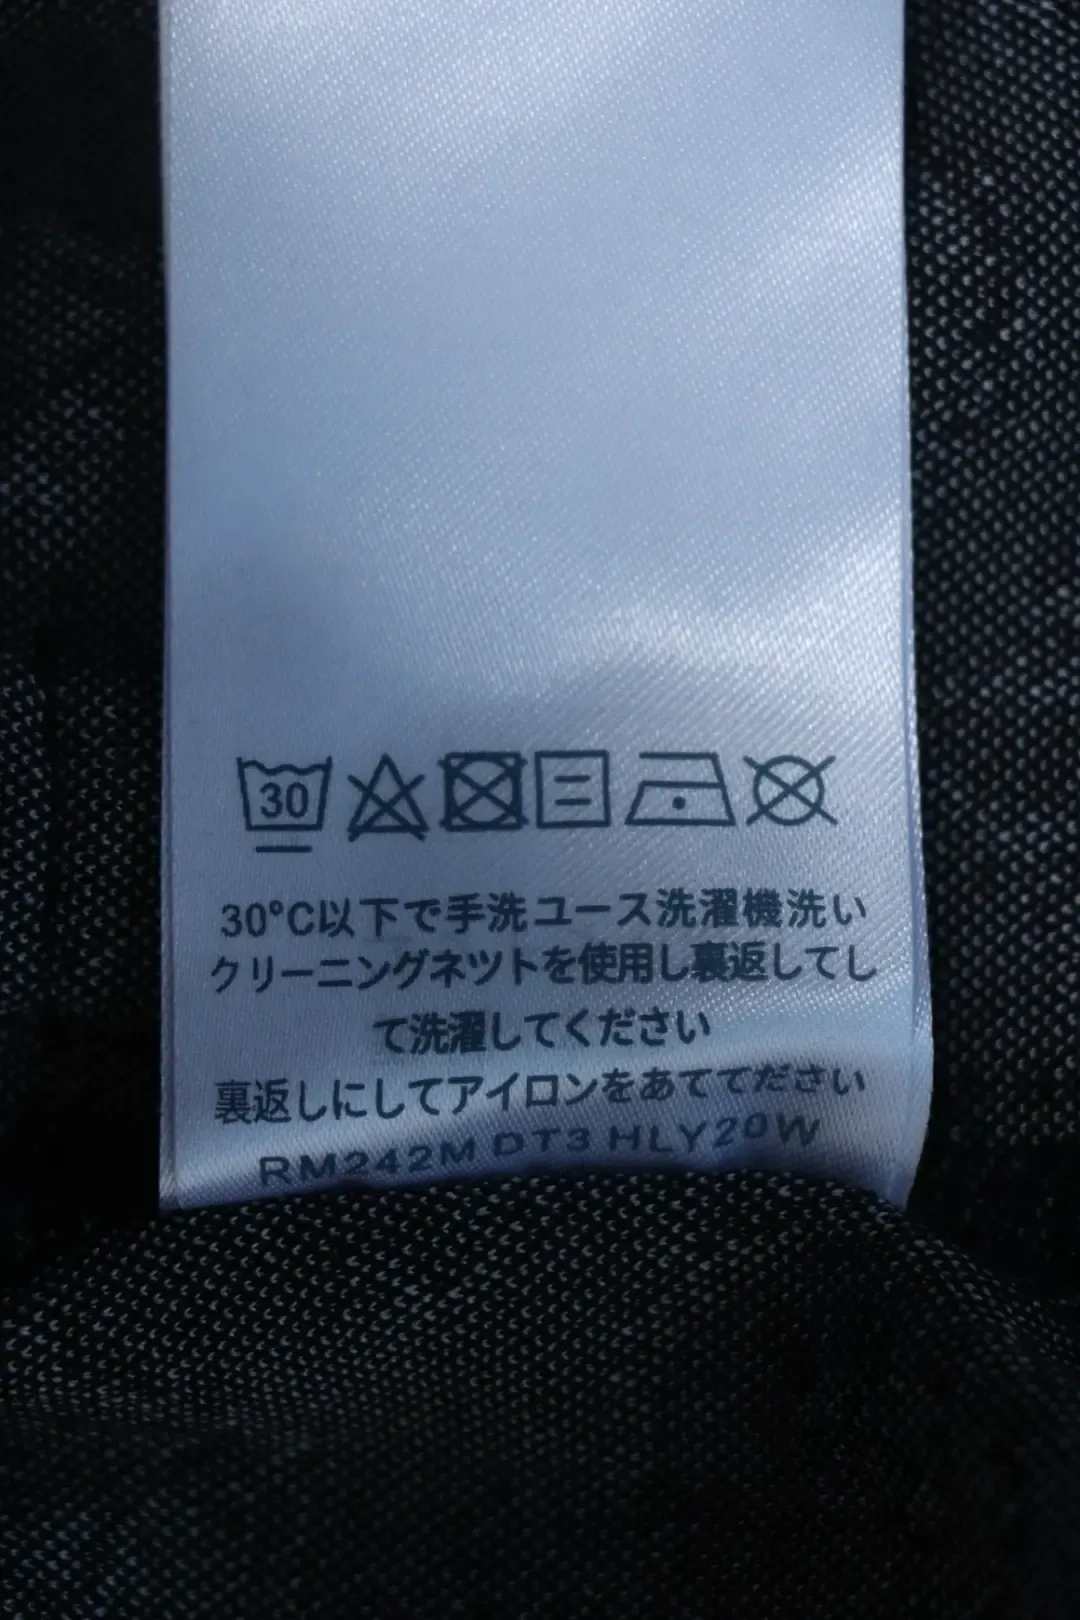 30
30°C以下で手洗ユース洗濯機洗い
クリーニングネツトを使用し裏返してし
て洗濯してください
裏返しにしてアイロンをあててださい
RM242M DT3 HLY20W